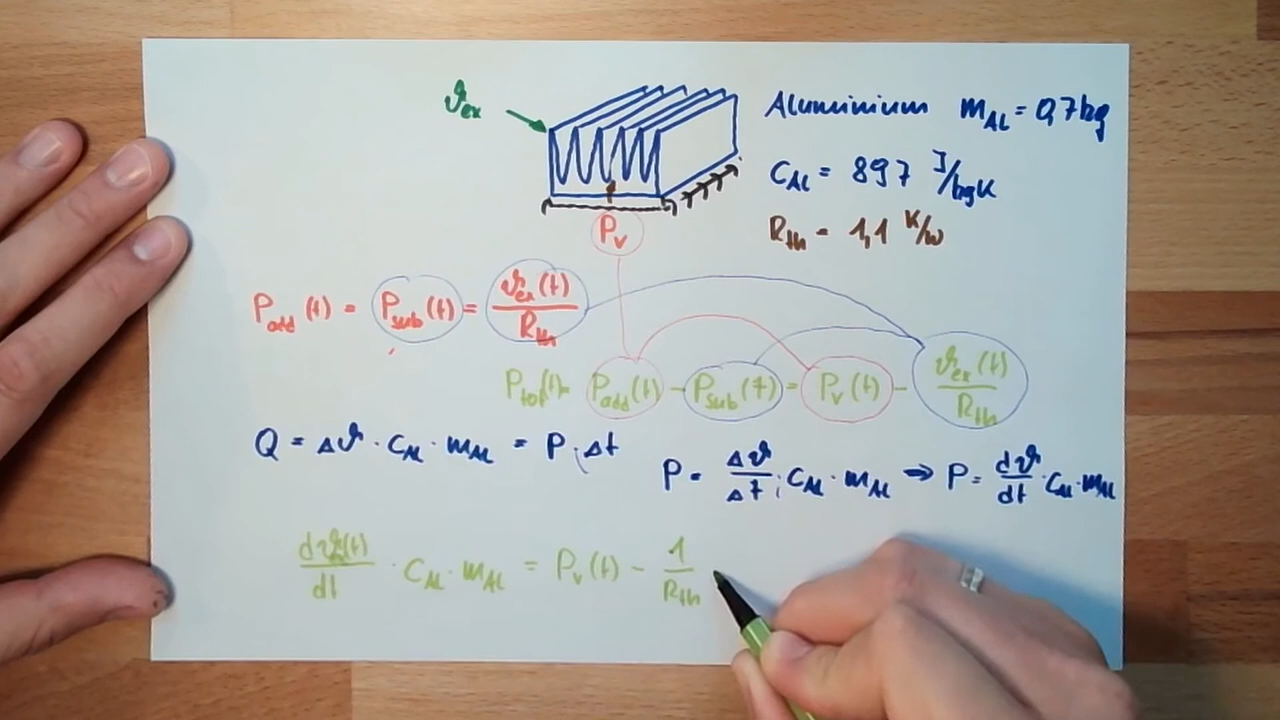 ϑex
Aluminium mAL = 0,7kg
CAL = 897 J/kgK
Rth = 1,1 K/W
Pv
Padd(t) = Psub(t) = ϑex(t)/Rth
Ptot(t) = Padd(t) - Psub(t) = Pv(t) - ϑex(t)/Rth
Q = Δϑ · CAL · mAL = P · Δt
P = Δϑ/Δt · CAL · mAL ⇒ P = dϑ/dt · CAL · mAL
dϑex(t)/dt · CAL · mAL = Pv(t) - 1/Rth